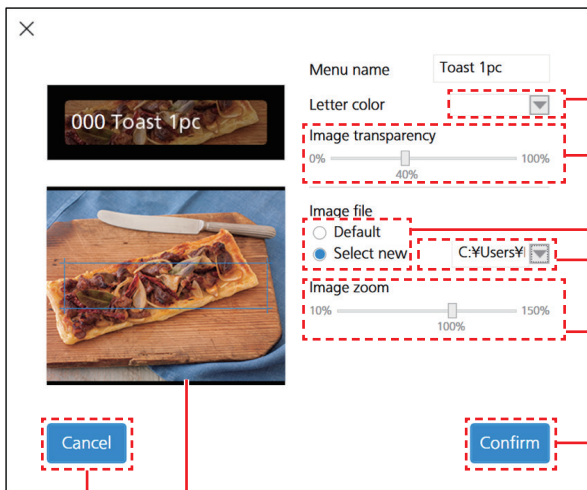 Menu name Toast 1pc
000 Toast 1pc
Letter color
Image transparency
0% 100%
40%
Image file
Default
Select new C:¥Users¥
Image zoom
10% 150%
100%
Cancel Confirm